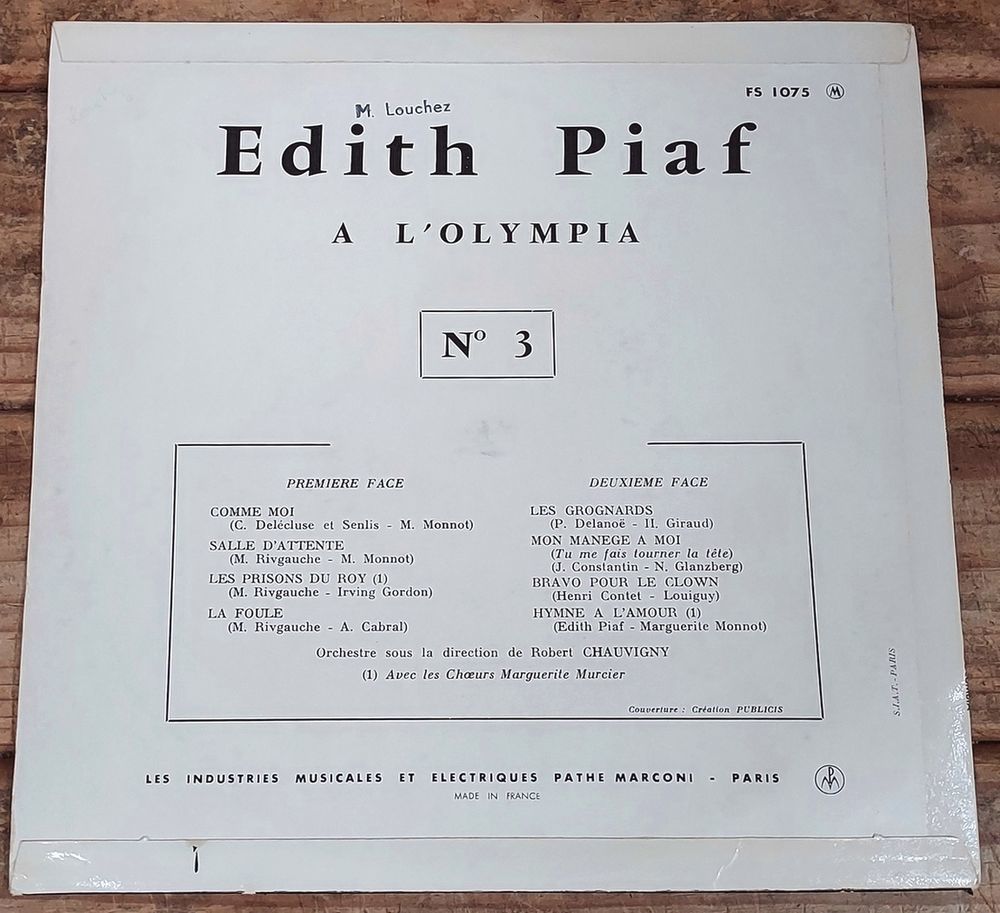 FS 1075 M
M. Louchez
Edith Piaf
A L'OLYMPIA
Nº 3
PREMIERE FACE
COMME MOI
(C. Delécluse et Senlis - M. Monnot)
SALLE D'ATTENTE
(M. Rivgauche - M. Monnot)
LES PRISONS DU ROY (1)
(M. Rivgauche - Irving Gordon)
LA FOULE
(M. Rivgauche - A. Cabral)
DEUXIEME FACE
LES GROGNARDS
(P. Delanoë - H. Giraud)
MON MANEGE A MOI
(Tu me fais tourner la tête)
(J. Constantin - N. Glanzberg)
BRAVO POUR LE CLOWN
(Henri Contet - Louiguy)
HYMNE A L'AMOUR (1)
(Edith Piaf - Marguerite Monnot)
Orchestre sous la direction de Robert CHAUVIGNY
(1) Avec les Chœurs Marguerite Murcier
Couverture : Création PUBLICIS
S.I.A.T. - PARIS
LES INDUSTRIES MUSICALES ET ELECTRIQUES PATHE MARCONI - PARIS
MADE IN FRANCE